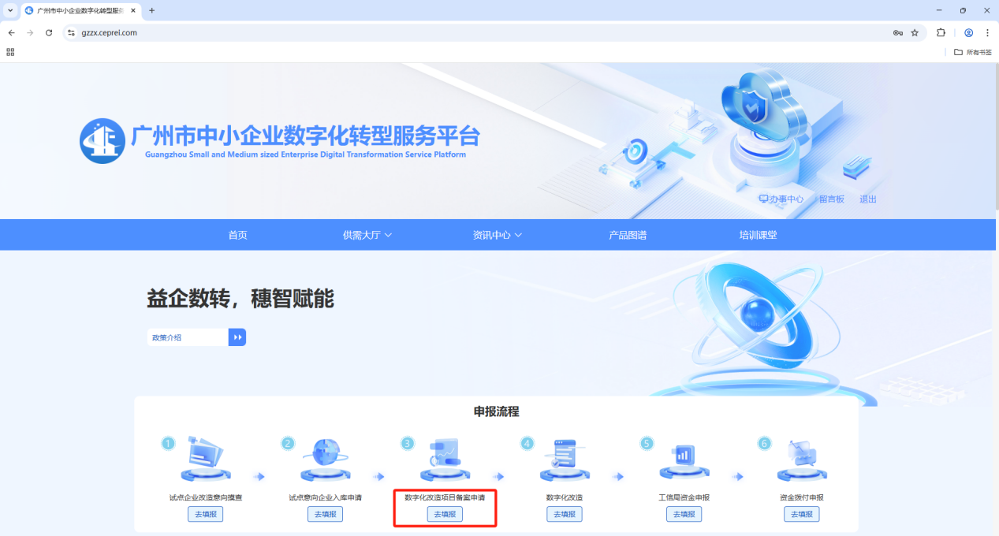 广州市中小企业数字化转型服务
gzzx.ceprei.com
所有书签
广州市中小企业数字化转型服务平台
Guangzhou Small and Medium sized Enterprise Digital Transformation Service Platform
办事中心 留言板 退出
首页 供需大厅 资讯中心 产品图谱 培训课堂
益企数转，穗智赋能
政策介绍
申报流程
1 2 3 4 5 6
试点企业改造意向摸查 试点意向企业入库申请 数字化改造项目备案申请 数字化改造 工信局资金申报 资金拨付申报
去填报 去填报 去填报 去填报 去填报 去填报